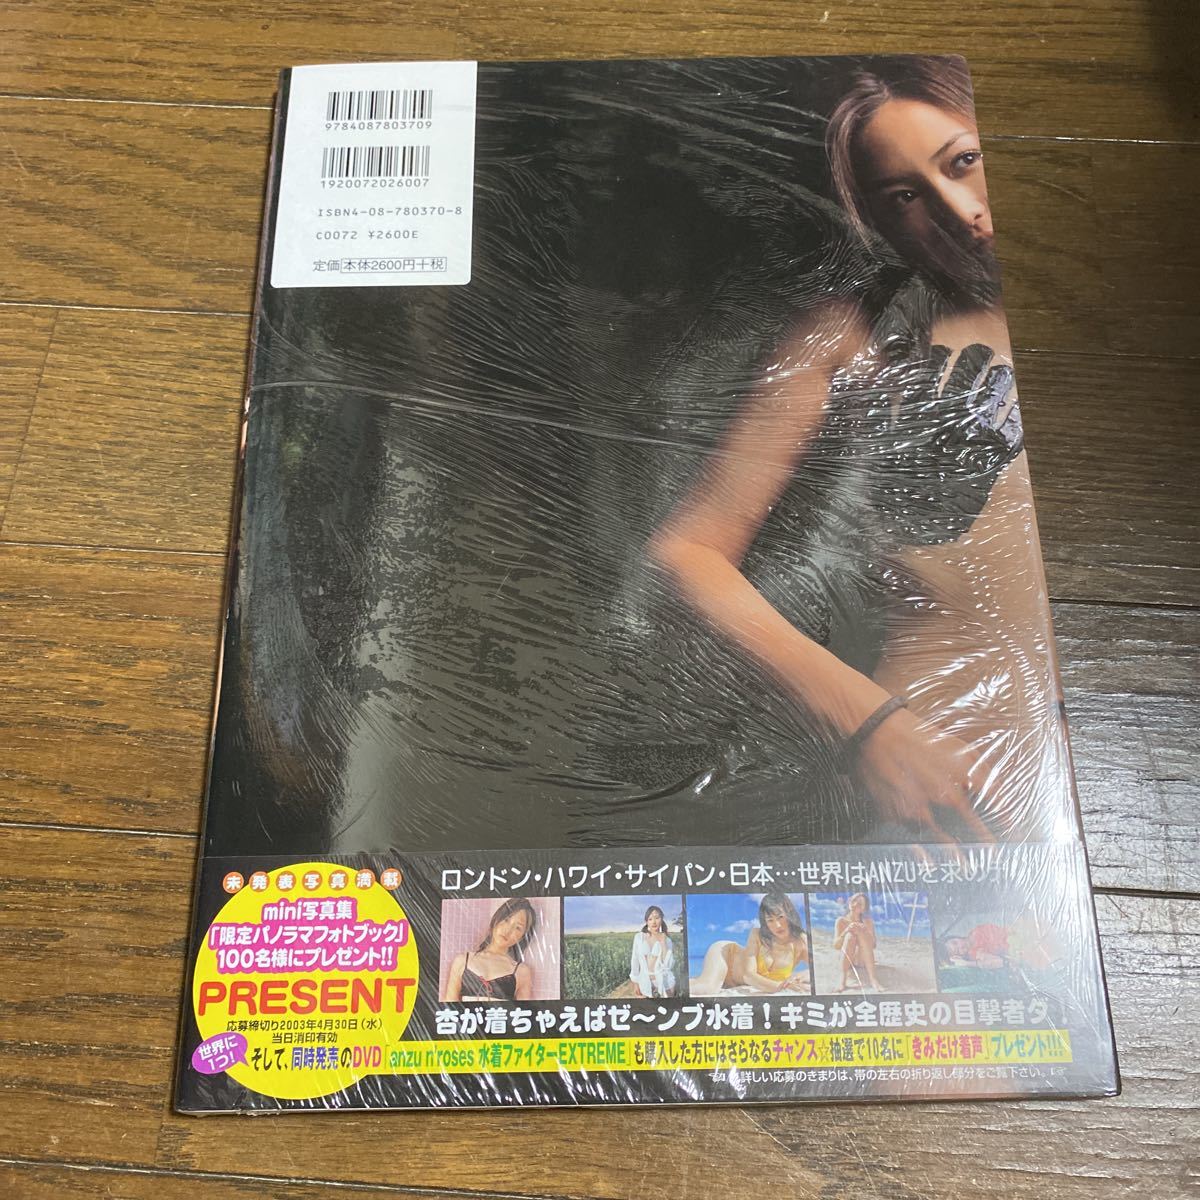 9784087803709
1920072026007
ISBN4-08-780370-8
C0072 ¥2600E
定価 本体2600円+税
ロンドン・ハワイ・サイパン・日本…世界はANZUを求め
未発表写真満載
mini写真集
「限定パノラマフォトブック」
100名様にプレゼント!!
PRESENT
応募締切り2003年4月30日(水)
当日消印有効
杏が着ちゃえばゼ〜ンブ水着!キミが全歴史の目撃者ダ!
世界に
1つ!
そして、同時発売のDVD「anzu n'roses 水着ファイターEXTREME」も購入した方にはさらなるチャンス☆抽選で10名に「きみだけ着声」プレゼント!!!
詳しい応募のきまりは、帯の左右の折り返し部分をご覧下さい。